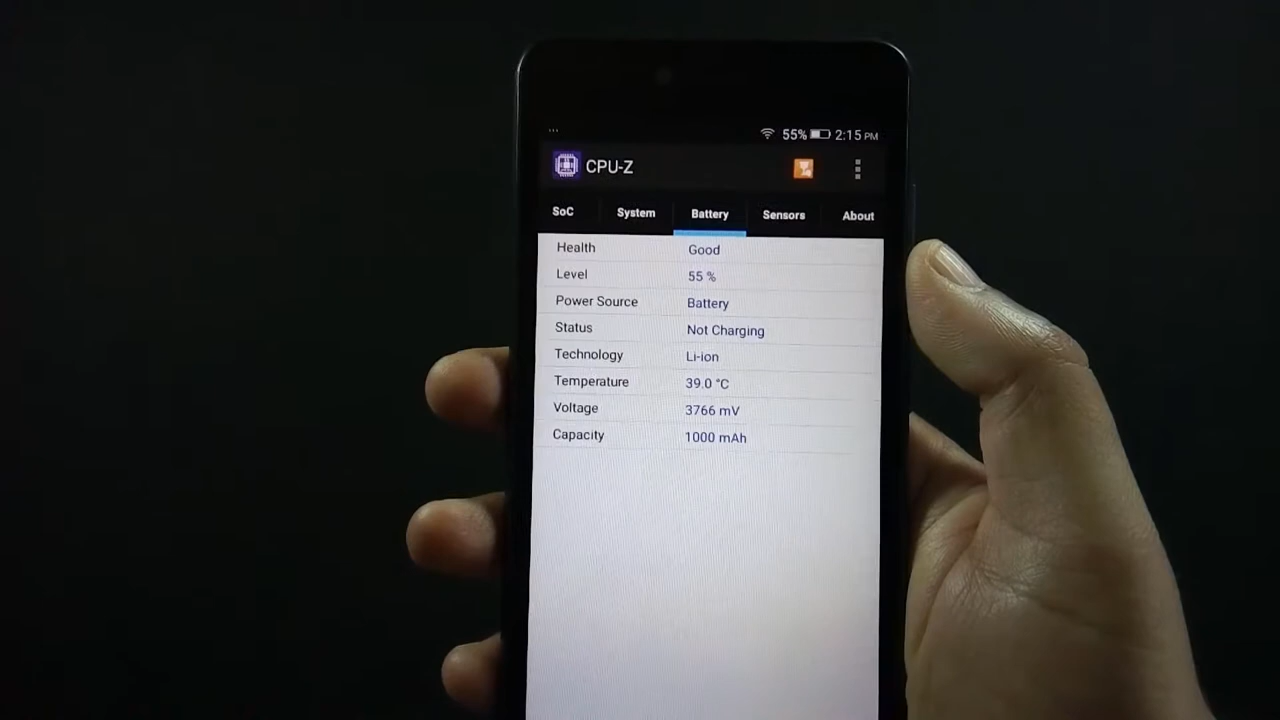 55% 2:15 PM
CPU-Z
SoC System Battery Sensors About
Health Good
Level 55 %
Power Source Battery
Status Not Charging
Technology Li-ion
Temperature 39.0 °C
Voltage 3766 mV
Capacity 1000 mAh